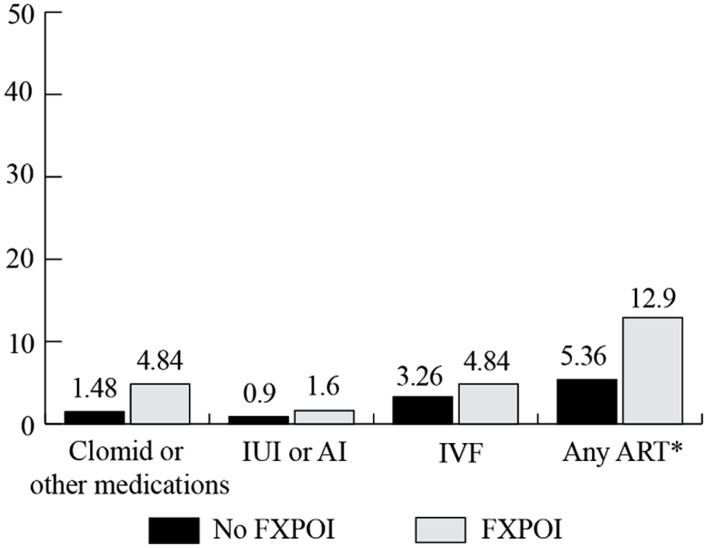 50
40
30
20
10
0
1.48
4.84
0.9
1.6
3.26
4.84
5.36
12.9
Clomid or
other medications
IUI or AI
IVF
Any ART*
No FXPOI
FXPOI